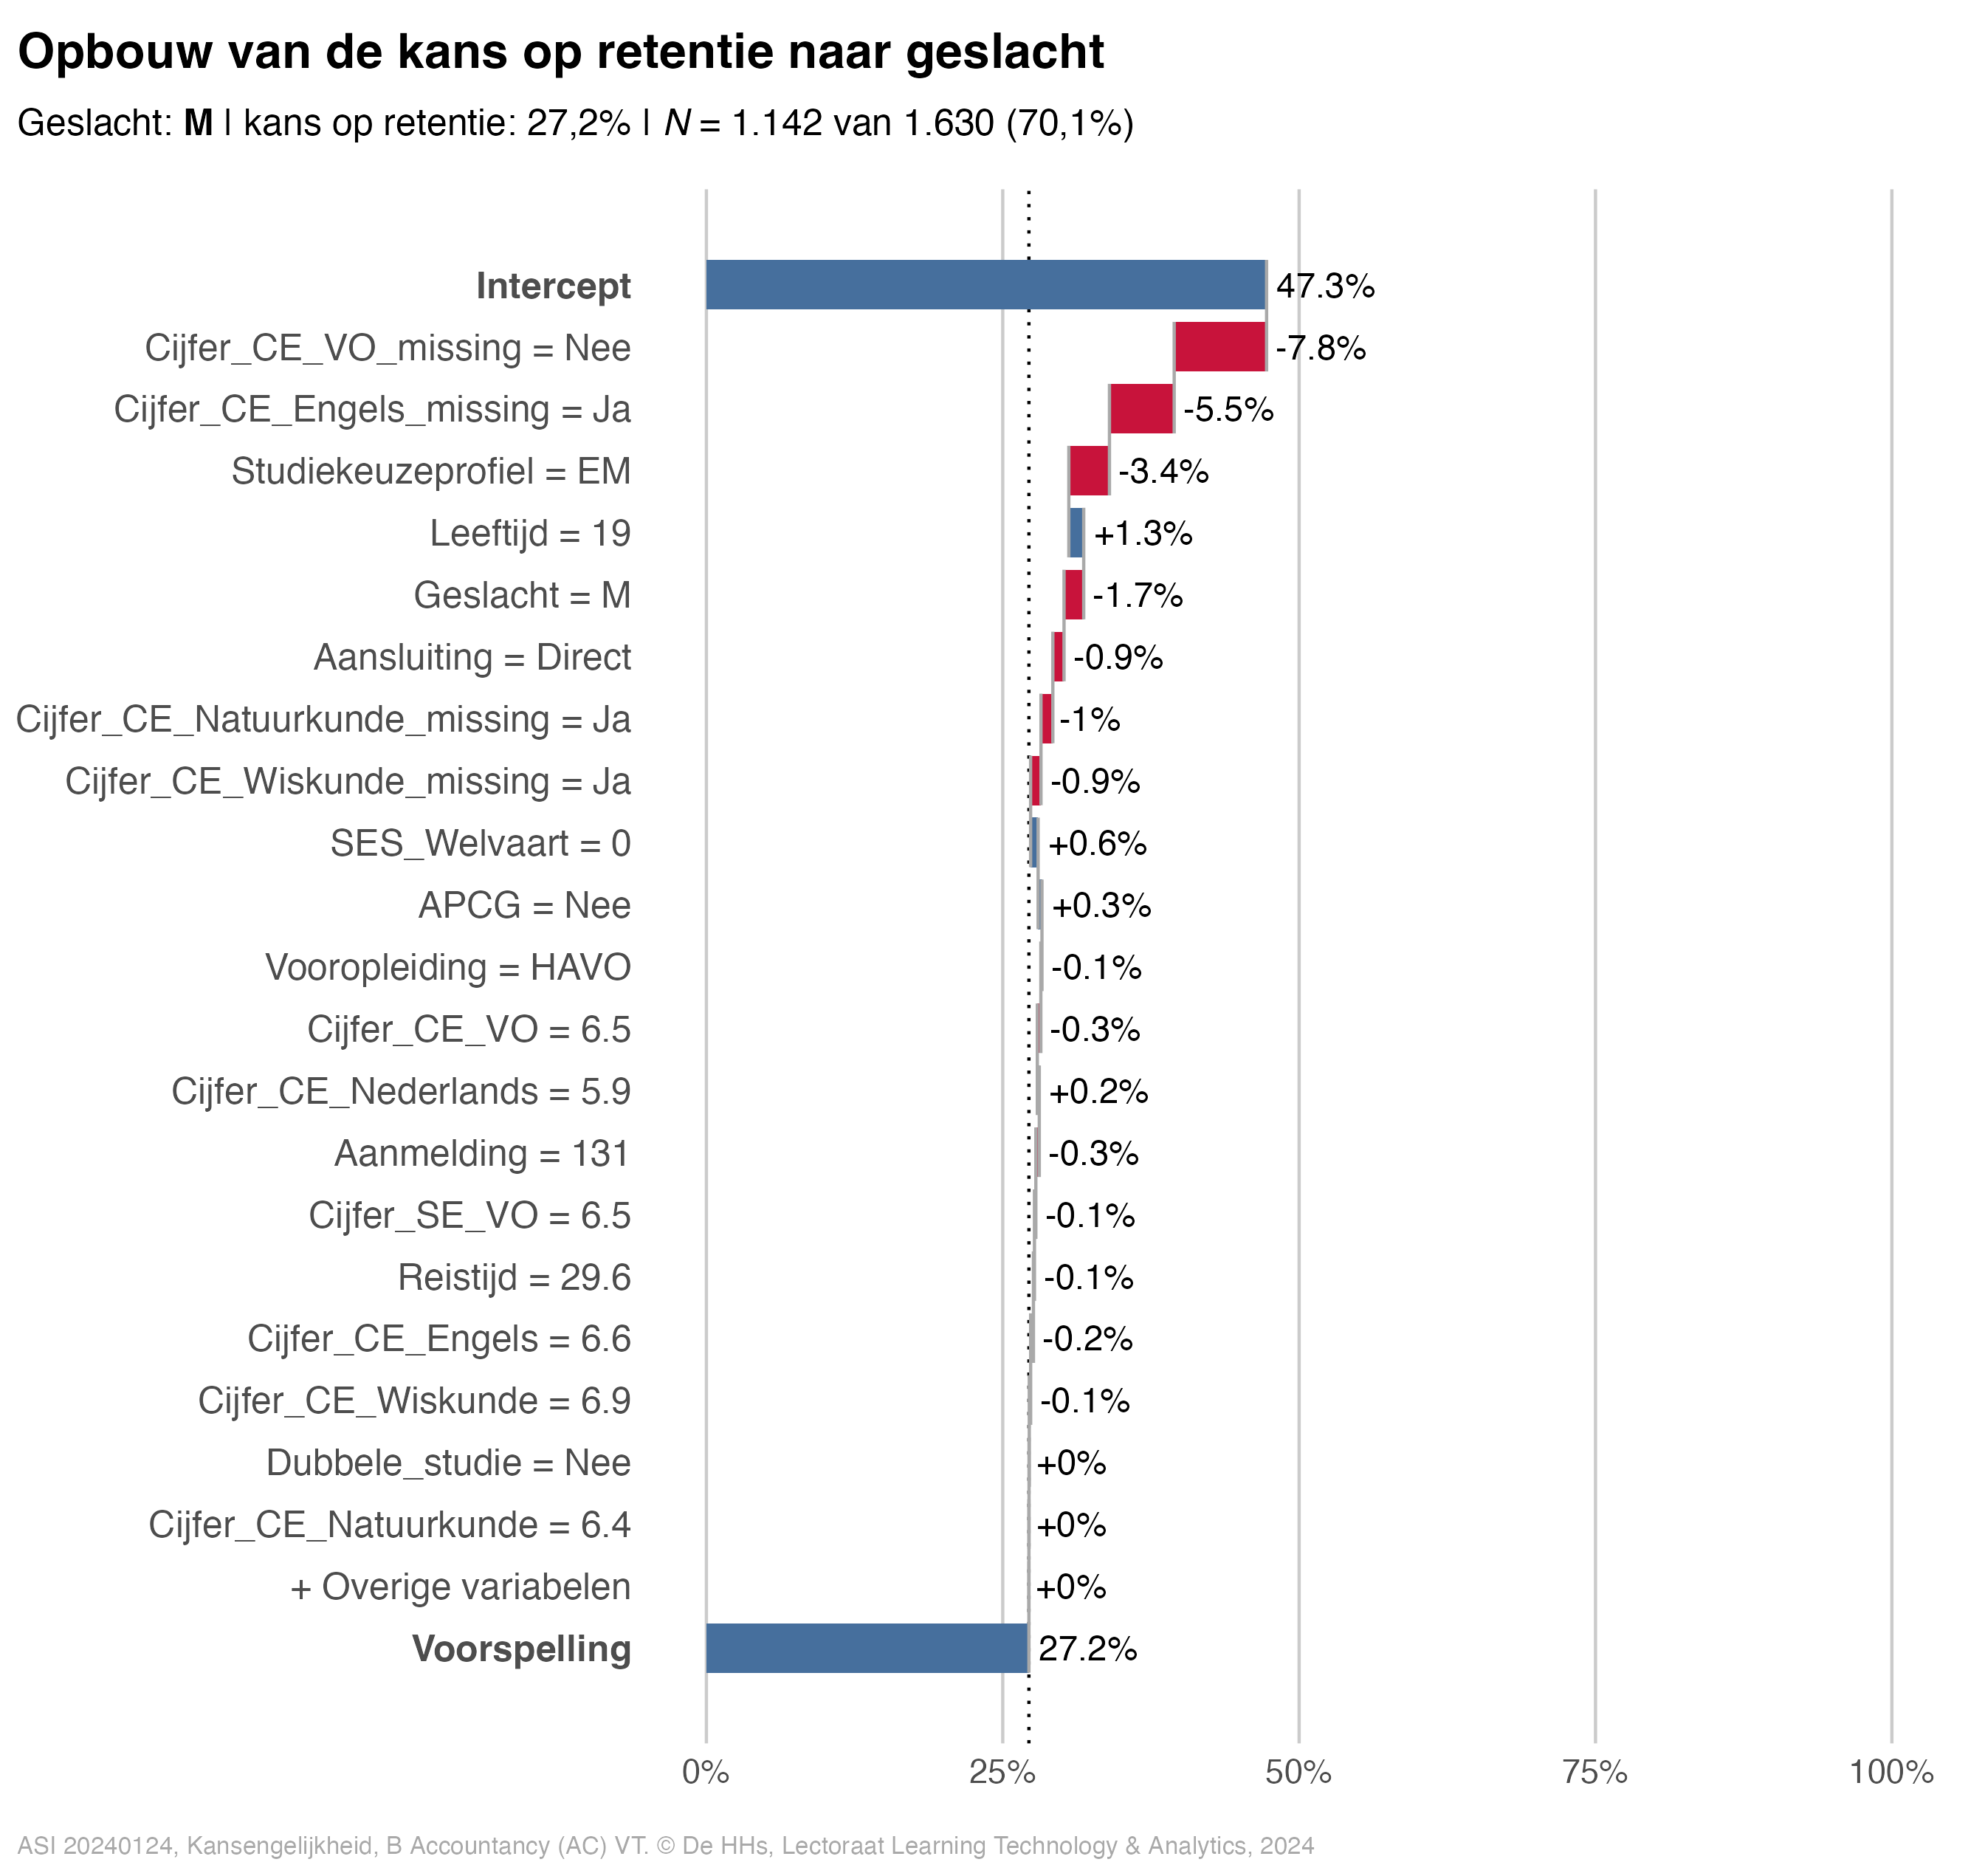 Opbouw van de kans op retentie naar geslacht
Geslacht: M | kans op retentie: 27,2% | N = 1.142 van 1.630 (70,1%)
Intercept 47.3%
Cijfer_CE_VO_missing = Nee -7.8%
Cijfer_CE_Engels_missing = Ja -5.5%
Studiekeuzeprofiel = EM -3.4%
Leeftijd = 19 +1.3%
Geslacht = M -1.7%
Aansluiting = Direct -0.9%
Cijfer_CE_Natuurkunde_missing = Ja -1%
Cijfer_CE_Wiskunde_missing = Ja -0.9%
SES_Welvaart = 0 +0.6%
APCG = Nee +0.3%
Vooropleiding = HAVO -0.1%
Cijfer_CE_VO = 6.5 -0.3%
Cijfer_CE_Nederlands = 5.9 +0.2%
Aanmelding = 131 -0.3%
Cijfer_SE_VO = 6.5 -0.1%
Reistijd = 29.6 -0.1%
Cijfer_CE_Engels = 6.6 -0.2%
Cijfer_CE_Wiskunde = 6.9 -0.1%
Dubbele_studie = Nee +0%
Cijfer_CE_Natuurkunde = 6.4 +0%
+ Overige variabelen +0%
Voorspelling 27.2%
0% 25% 50% 75% 100%
ASI 20240124, Kansengelijkheid, B Accountancy (AC) VT. © De HHs, Lectoraat Learning Technology & Analytics, 2024